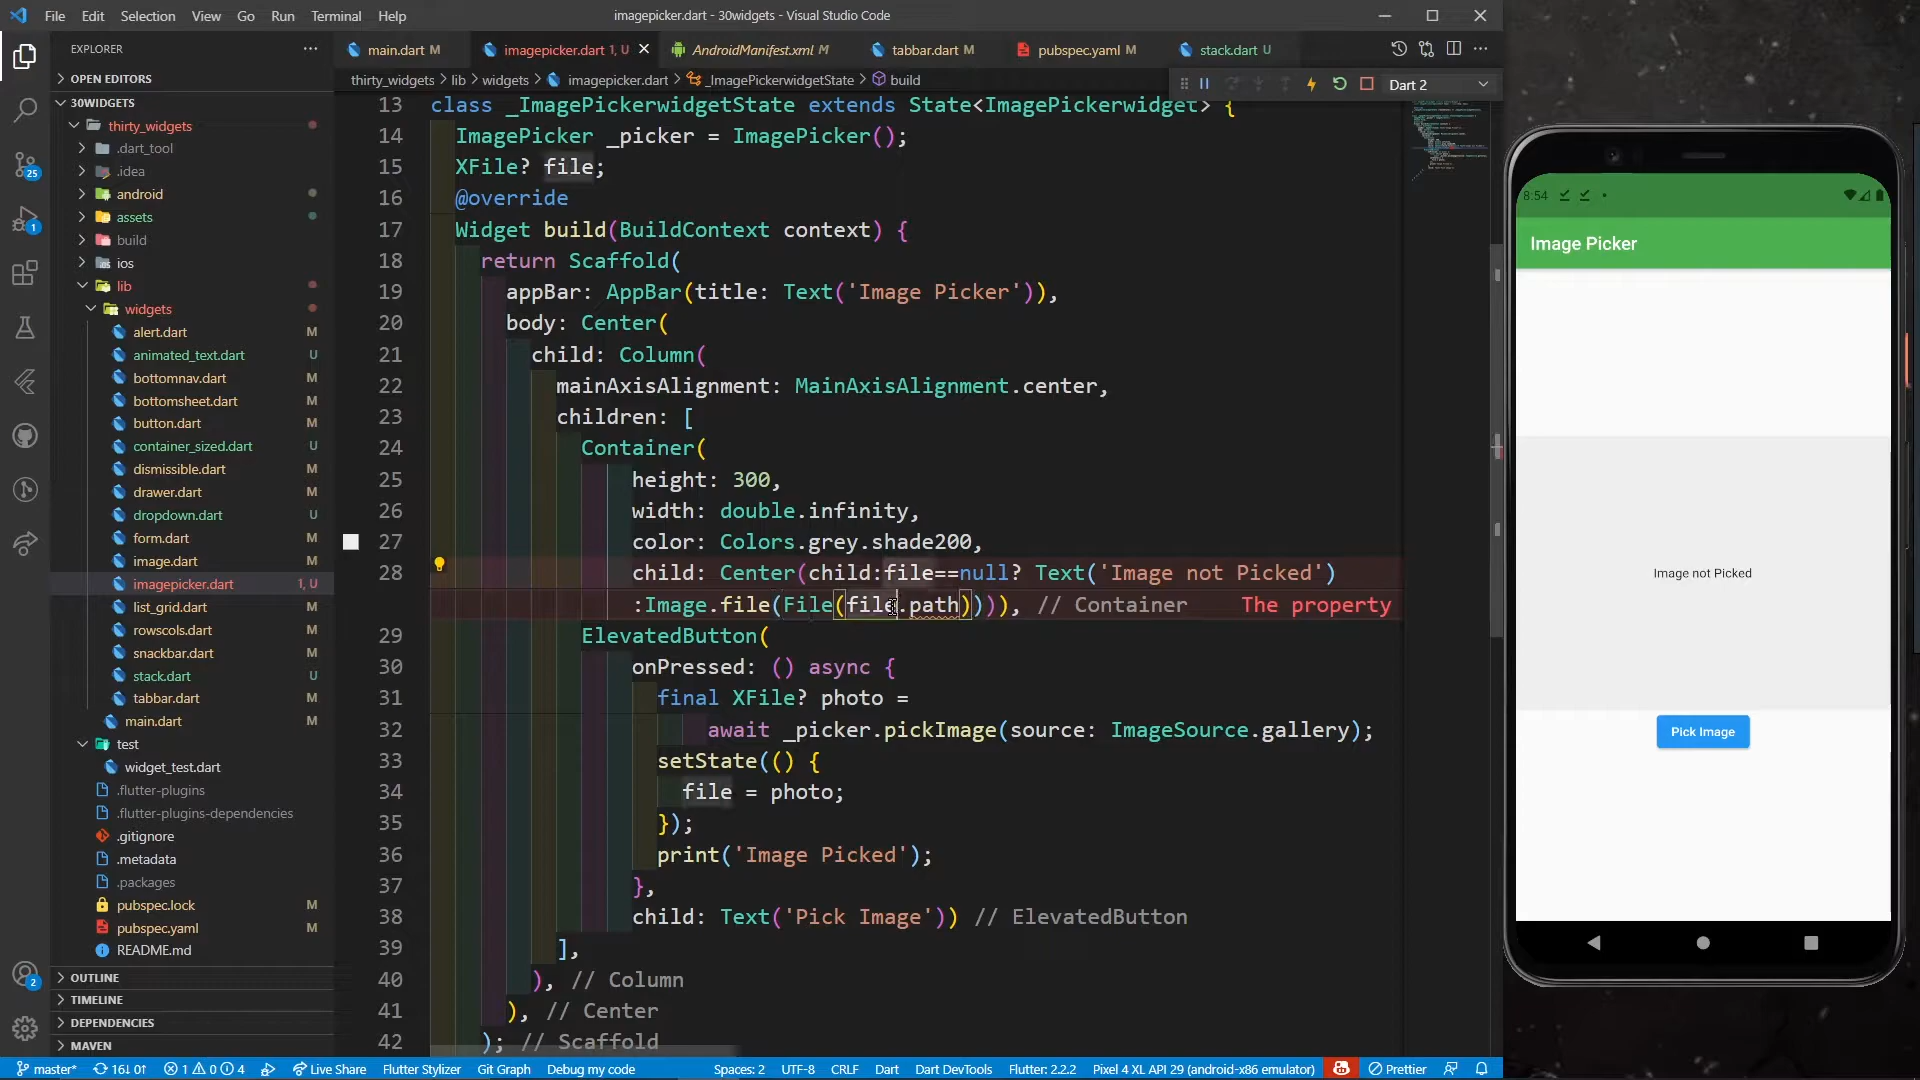 File Edit Selection View Go Run Terminal Help
imagepicker.dart - 30widgets - Visual Studio Code
EXPLORER
OPEN EDITORS
30WIDGETS
thirty_widgets
.dart_tool
.idea
android
assets
build
ios
lib
widgets
alert.dart M
animated_text.dart U
bottomnav.dart M
bottomsheet.dart M
button.dart M
container_sized.dart U
dismissible.dart M
drawer.dart M
dropdown.dart U
form.dart M
image.dart M
imagepicker.dart 1, U
list_grid.dart M
rowscols.dart M
snackbar.dart M
stack.dart U
tabbar.dart M
main.dart M
test
widget_test.dart
.flutter-plugins
.flutter-plugins-dependencies
.gitignore
.metadata
.packages
pubspec.lock M
pubspec.yaml M
README.md
OUTLINE
TIMELINE
DEPENDENCIES
MAVEN
25
1
2
main.dart M imagepicker.dart 1, U AndroidManifest.xml M tabbar.dart M pubspec.yaml M stack.dart U
thirty_widgets > lib > widgets > imagepicker.dart > _ImagePickerwidgetState > build
Dart 2
13 class _ImagePickerwidgetState extends State<ImagePickerwidget> {
14 ImagePicker _picker = ImagePicker();
15 XFile? file;
16 @override
17 Widget build(BuildContext context) {
18 return Scaffold(
19 appBar: AppBar(title: Text('Image Picker')),
20 body: Center(
21 child: Column(
22 mainAxisAlignment: MainAxisAlignment.center,
23 children: [
24 Container(
25 height: 300,
26 width: double.infinity,
27 color: Colors.grey.shade200,
28 child: Center(child:file==null? Text('Image not Picked')
:Image.file(File(file.path)))), // Container The property
29 ElevatedButton(
30 onPressed: () async {
31 final XFile? photo =
32 await _picker.pickImage(source: ImageSource.gallery);
33 setState(() {
34 file = photo;
35 });
36 print('Image Picked');
37 },
38 child: Text('Pick Image')) // ElevatedButton
39 ],
40 ), // Column
41 ), // Center
42 ); // Scaffold
8:54
Image Picker
Image not Picked
Pick Image
master* 16↓ 0↑ 1 0 4 Live Share Flutter Stylizer Git Graph Debug my code Spaces: 2 UTF-8 CRLF Dart Dart DevTools Flutter: 2.2.2 Pixel 4 XL API 29 (android-x86 emulator) Prettier